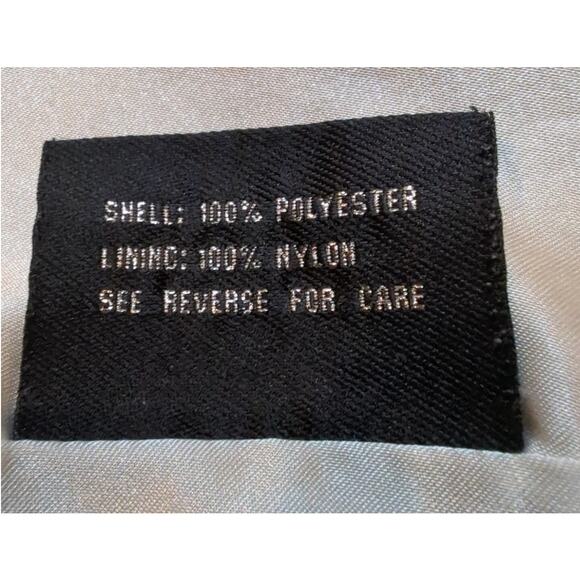 SHELL: 100% POLYESTER
LINING: 100% NYLON
SEE REVERSE FOR CARE